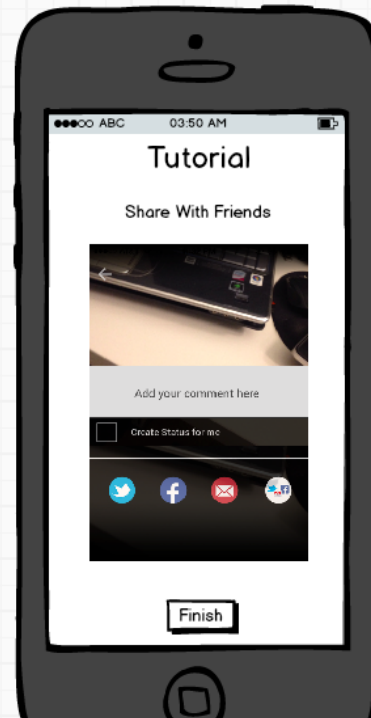 ABC 03:50 AM
Tutorial
Share With Friends
Add your comment here
Create Status for me
Finish